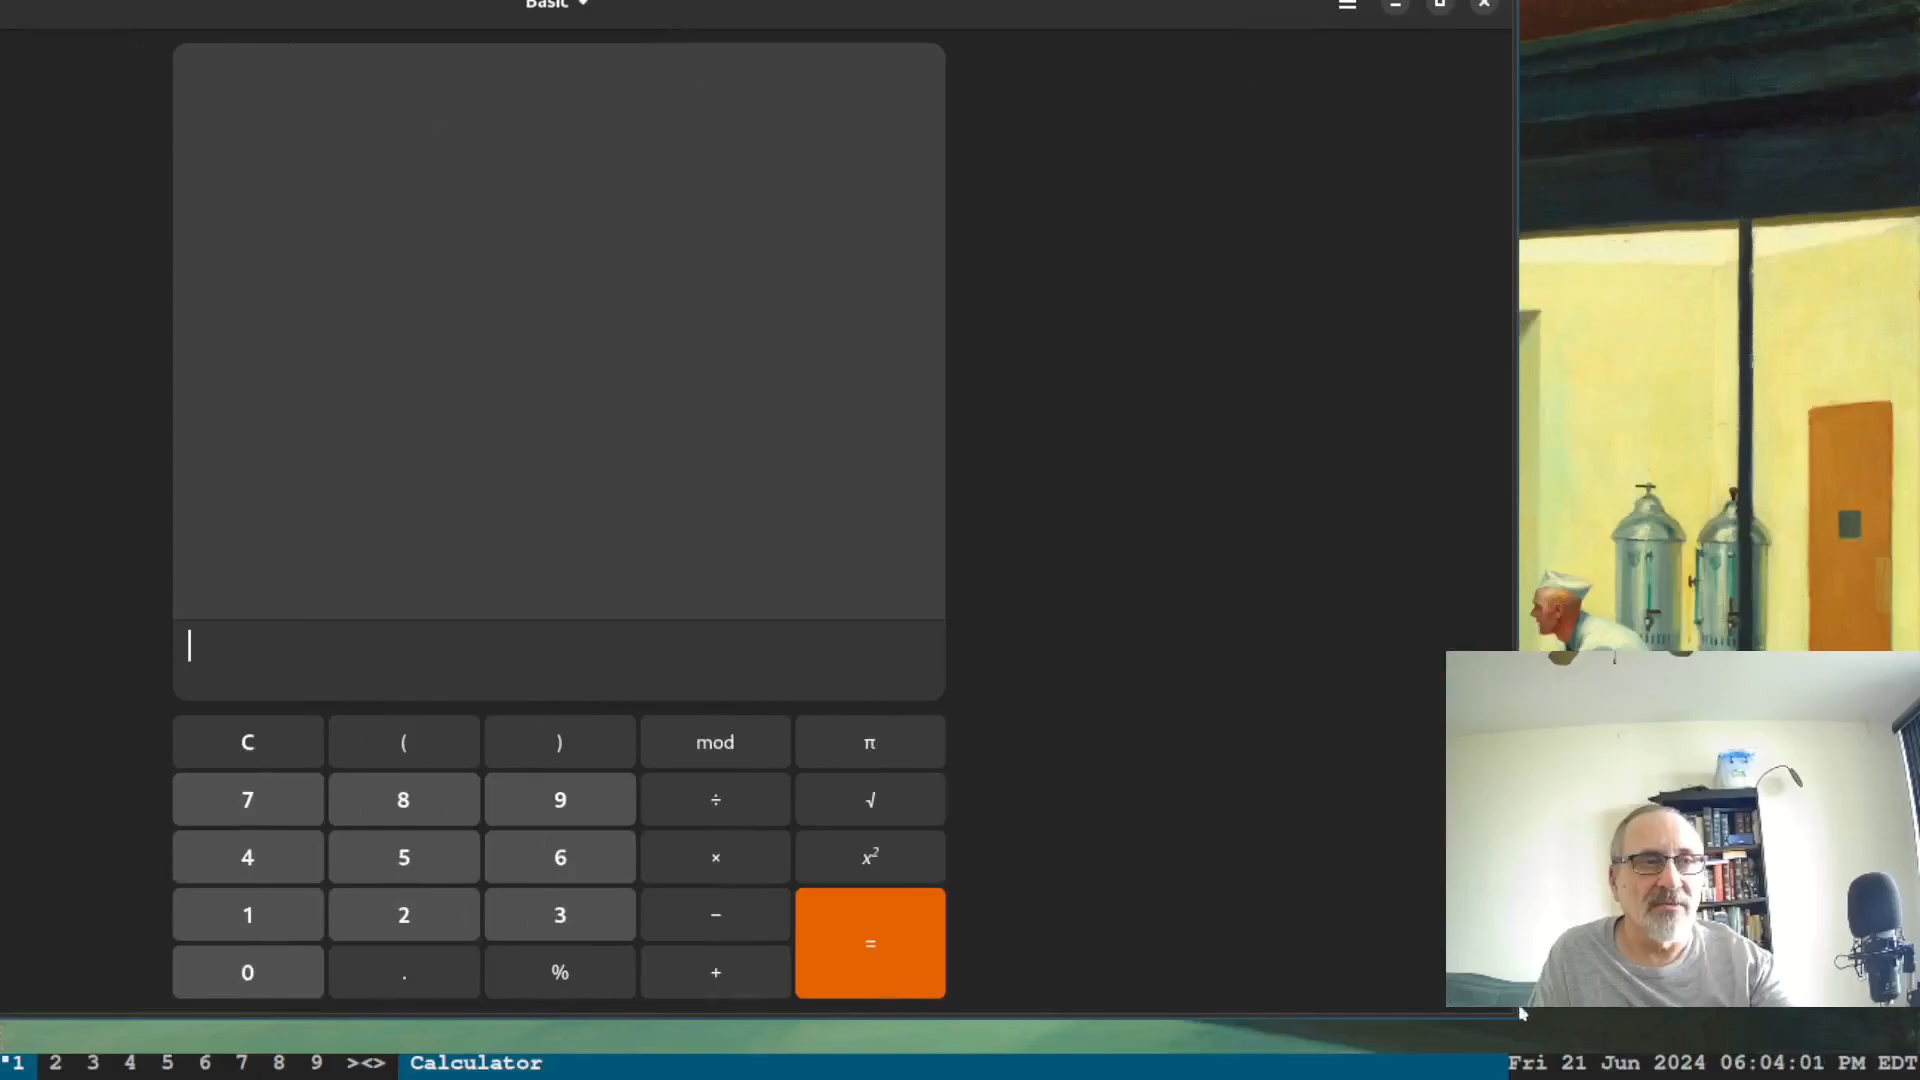 Basic
C ( ) mod π
7 8 9 ÷ √
4 5 6 × x²
1 2 3 −
=
0 . % +
1 2 3 4 5 6 7 8 9 ><> Calculator Fri 21 Jun 2024 06:04:01 PM EDT